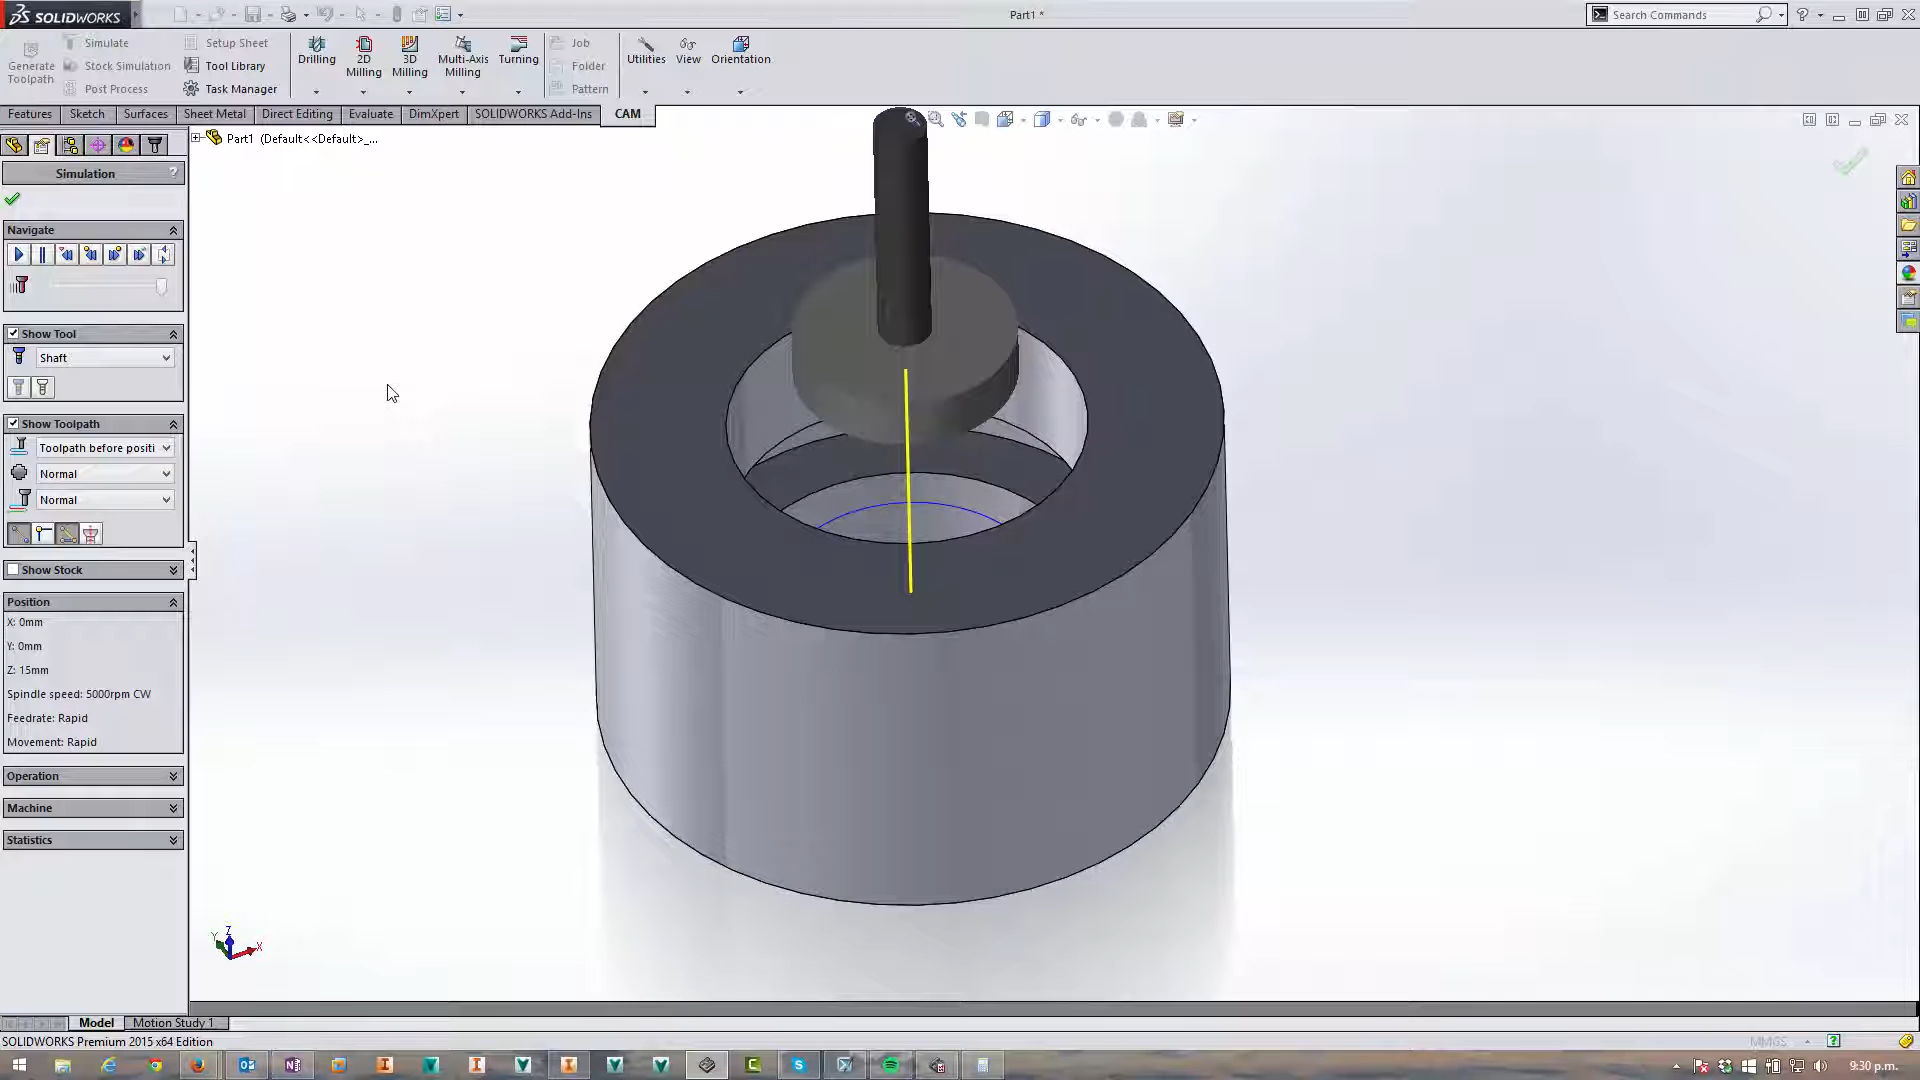 SOLIDWORKS
Part1 *
Search Commands
Generate Toolpath
Simulate
Stock Simulation
Post Process
Setup Sheet
Tool Library
Task Manager
Drilling
2D Milling
3D Milling
Multi-Axis Milling
Turning
Job
Folder
Pattern
Utilities
View
Orientation
Features
Sketch
Surfaces
Sheet Metal
Direct Editing
Evaluate
DimXpert
SOLIDWORKS Add-Ins
CAM
Part1 (Default<<Default>_...
Simulation
?
Navigate
Show Tool
Shaft
Show Toolpath
Toolpath before positi
Normal
Normal
Show Stock
Position
X: 0mm
Y: 0mm
Z: 15mm
Spindle speed: 5000rpm CW
Feedrate: Rapid
Movement: Rapid
Operation
Machine
Statistics
Z
Y
X
Model
Motion Study 1
SOLIDWORKS Premium 2015 x64 Edition
MMGS
9:30 p.m.